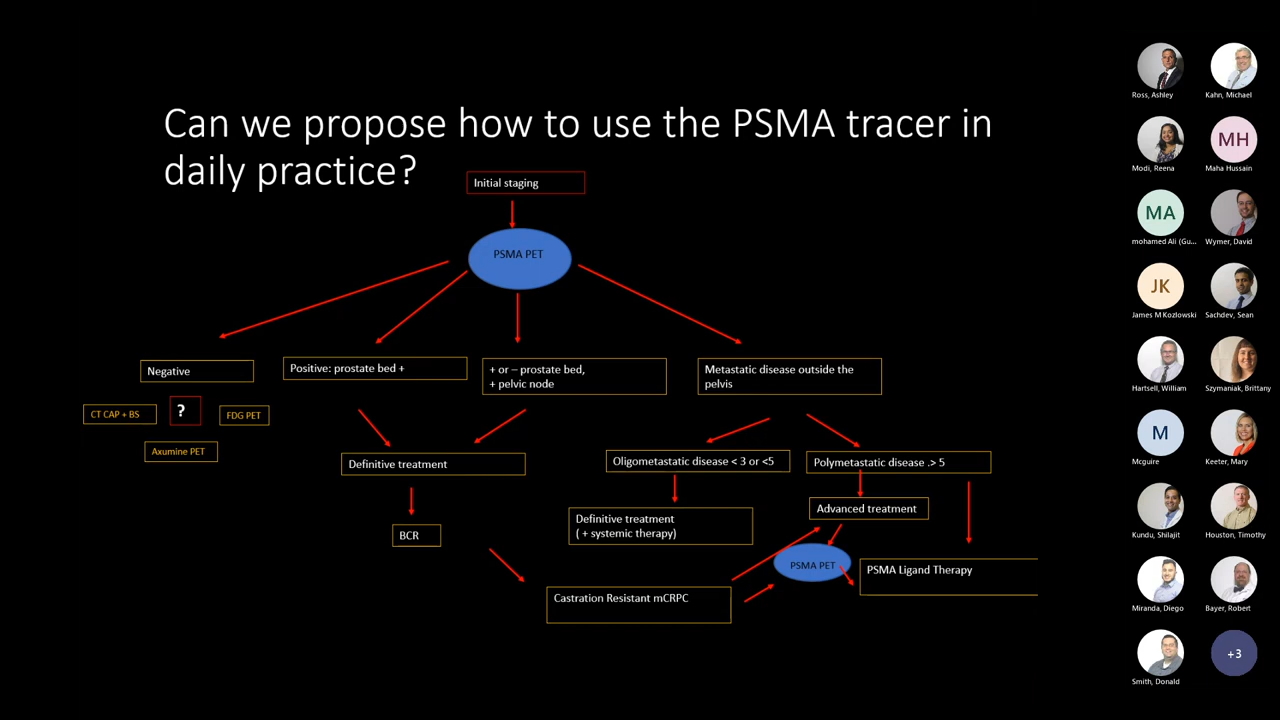 Can we propose how to use the PSMA tracer in
daily practice?
Initial staging
PSMA PET
Negative
Positive: prostate bed +
+ or – prostate bed,
+ pelvic node
Metastatic disease outside the
pelvis
CT CAP + BS
?
FDG PET
Axumine PET
Definitive treatment
Oligometastatic disease < 3 or <5
Polymetastatic disease .> 5
BCR
Definitive treatment
( + systemic therapy)
Advanced treatment
PSMA PET
PSMA Ligand Therapy
Castration Resistant mCRPC
Ross, Ashley
Kahn, Michael
Modi, Reena
MH
Maha Hussain
MA
mohamed Ali (Gu...
Wymer, David
JK
James M Kozlowski
Sachdev, Sean
Hartsell, William
Szymaniak, Brittany
M
Mcguire
Keeter, Mary
Kundu, Shilajit
Houston, Timothy
Miranda, Diego
Bayer, Robert
Smith, Donald
+3